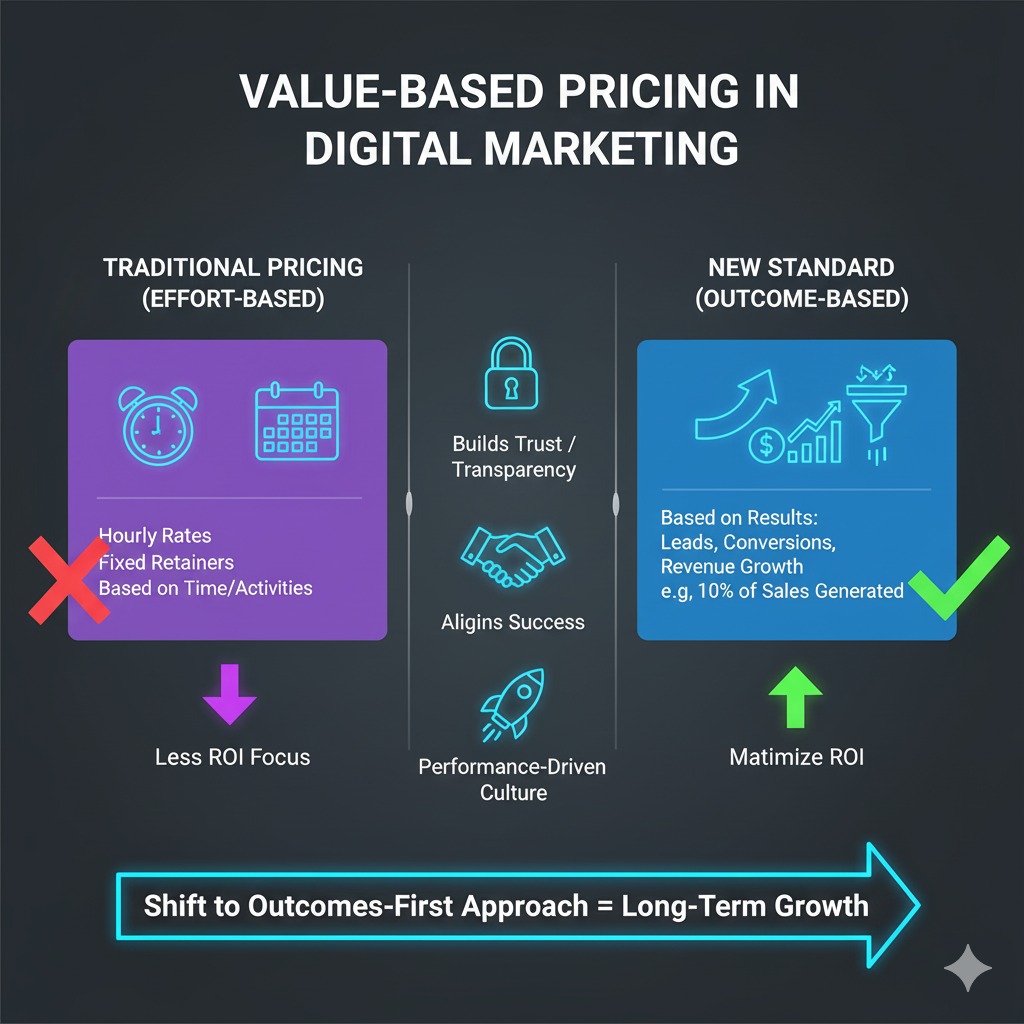 VALUE-BASED PRICING IN
DIGITAL MARKETING
TRADITIONAL PRICING
(EFFORT-BASED)
Hourly Rates
Fixed Retainers
Based on Time/Activities
Less ROI Focus
Builds Trust /
Transparency
Aligins Success
Performance-Driven
Culture
NEW STANDARD
(OUTCOME-BASED)
$
Based on Results:
Leads, Conversions,
Revenue Growth
e.g, 10% of Sales Generated
Matimize ROI
Shift to Outcomes-First Approach = Long-Term Growth